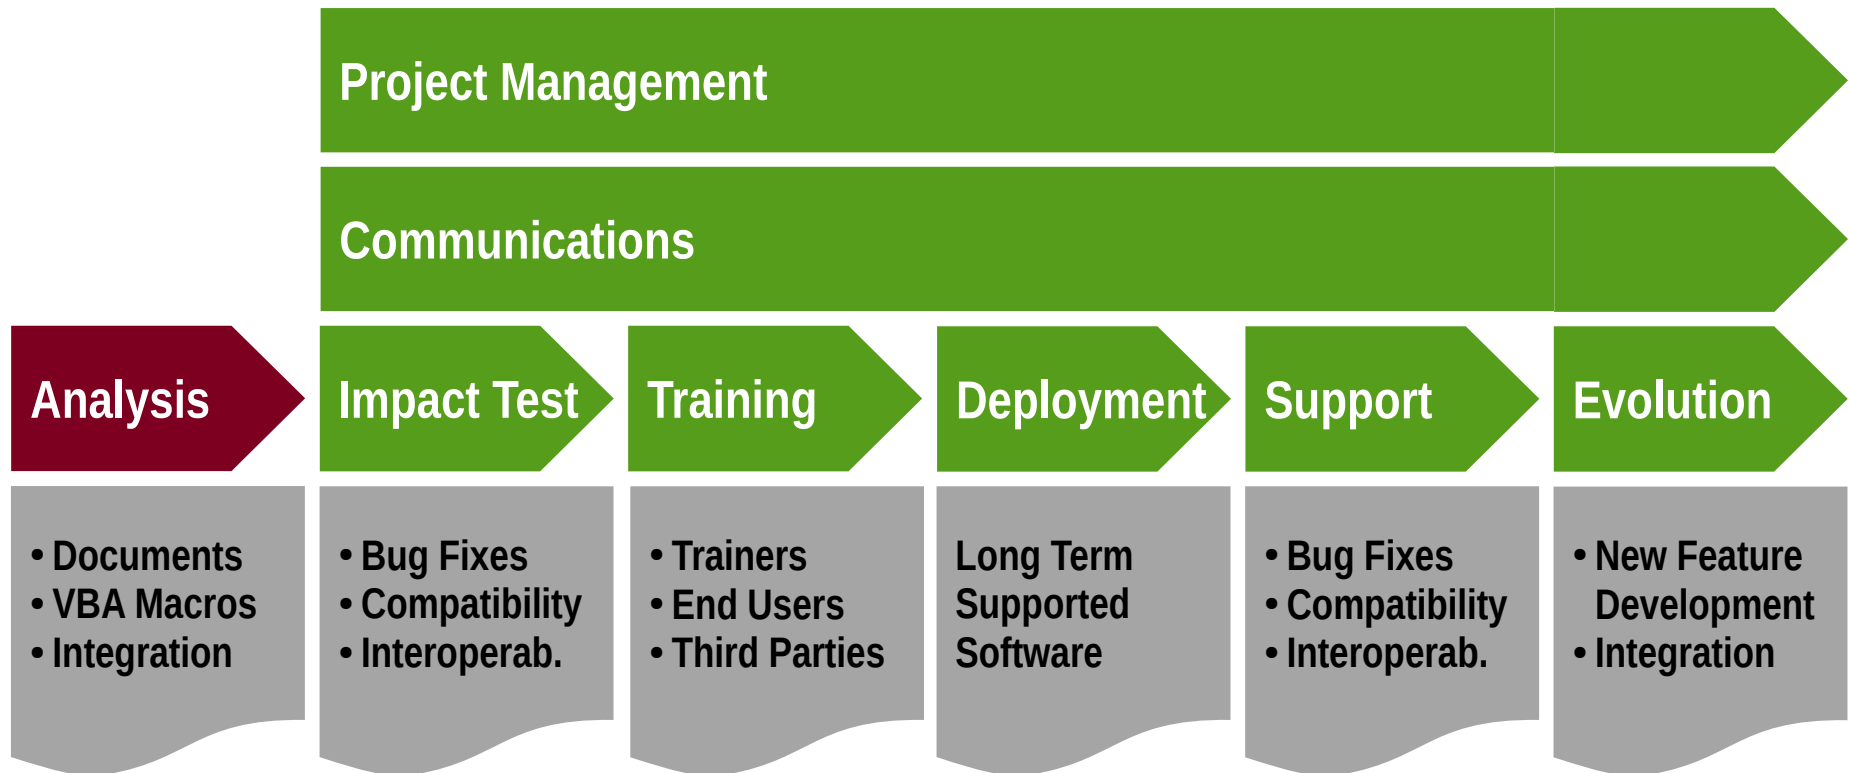 Project Management
Communications
Analysis
Impact Test
Training
Deployment
Support
Evolution
• Documents
• VBA Macros
• Integration
• Bug Fixes
• Compatibility
• Interoperab.
• Trainers
• End Users
• Third Parties
Long Term
Supported
Software
• Bug Fixes
• Compatibility
• Interoperab.
• New Feature
Development
• Integration